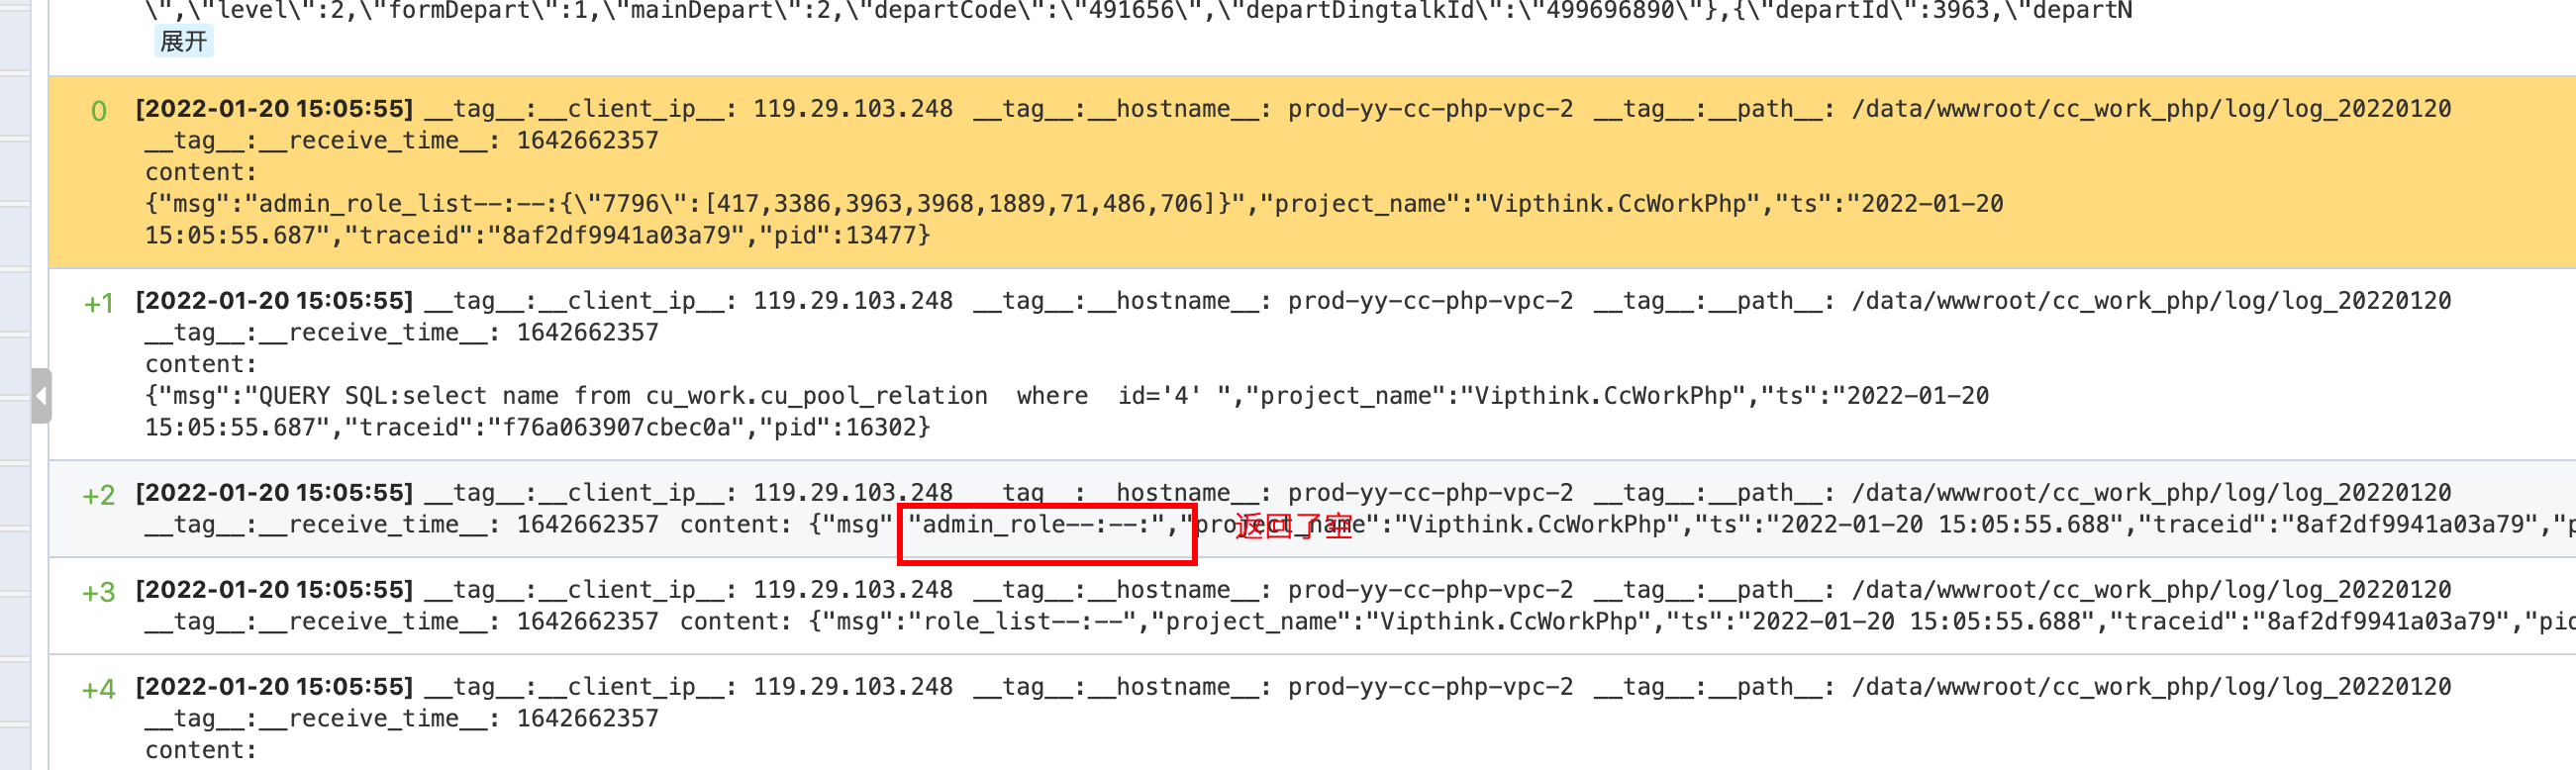 \",\"level\":2,\"formDepart\":1,\"mainDepart\":2,\"departCode\":\"491656\",\"departDingtalkId\":\"499696890\"},{\"departId\":3963,\"departN
展开
0 [2022-01-20 15:05:55] __tag__:__client_ip__: 119.29.103.248 __tag__:__hostname__: prod-yy-cc-php-vpc-2 __tag__:__path__: /data/wwwroot/cc_work_php/log/log_20220120
__tag__:__receive_time__: 1642662357
content:
{"msg":"admin_role_list--:--:{\"7796\":[417,3386,3963,3968,1889,71,486,706]}","project_name":"Vipthink.CcWorkPhp","ts":"2022-01-20
15:05:55.687","traceid":"8af2df9941a03a79","pid":13477}
+1 [2022-01-20 15:05:55] __tag__:__client_ip__: 119.29.103.248 __tag__:__hostname__: prod-yy-cc-php-vpc-2 __tag__:__path__: /data/wwwroot/cc_work_php/log/log_20220120
__tag__:__receive_time__: 1642662357
content:
{"msg":"QUERY SQL:select name from cu_work.cu_pool_relation  where  id='4' ","project_name":"Vipthink.CcWorkPhp","ts":"2022-01-20
15:05:55.687","traceid":"f76a063907cbec0a","pid":16302}
+2 [2022-01-20 15:05:55] __tag__:__client_ip__: 119.29.103.248 __tag__:__hostname__: prod-yy-cc-php-vpc-2 __tag__:__path__: /data/wwwroot/cc_work_php/log/log_20220120
__tag__:__receive_time__: 1642662357 content: {"msg":"admin_role--:--:","project_name":"Vipthink.CcWorkPhp","ts":"2022-01-20 15:05:55.688","traceid":"8af2df9941a03a79","p
返回了空
+3 [2022-01-20 15:05:55] __tag__:__client_ip__: 119.29.103.248 __tag__:__hostname__: prod-yy-cc-php-vpc-2 __tag__:__path__: /data/wwwroot/cc_work_php/log/log_20220120
__tag__:__receive_time__: 1642662357 content: {"msg":"role_list--:--","project_name":"Vipthink.CcWorkPhp","ts":"2022-01-20 15:05:55.688","traceid":"8af2df9941a03a79","pid
+4 [2022-01-20 15:05:55] __tag__:__client_ip__: 119.29.103.248 __tag__:__hostname__: prod-yy-cc-php-vpc-2 __tag__:__path__: /data/wwwroot/cc_work_php/log/log_20220120
__tag__:__receive_time__: 1642662357
content: